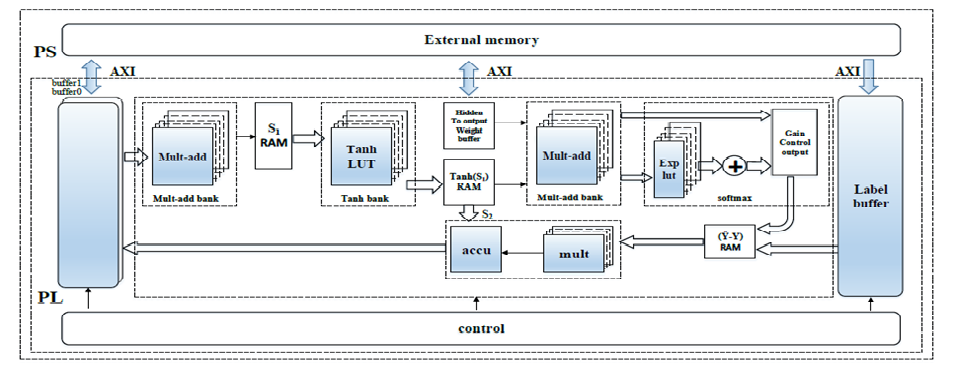 External memory
PS
AXI
AXI
AXI
buffer1
buffer0
Mult-add
Mult-add bank
Si
RAM
Tanh
LUT
Tanh bank
Hidden
To output
Weight
buffer
Tanh(S1)
KAM
S2
Mult-add
Mult-add bank
Exp
lut
+
softmax
Gain
Control
output
Label
buffer
(Ŷ-Y)
RAM
accu
mult
PL
control